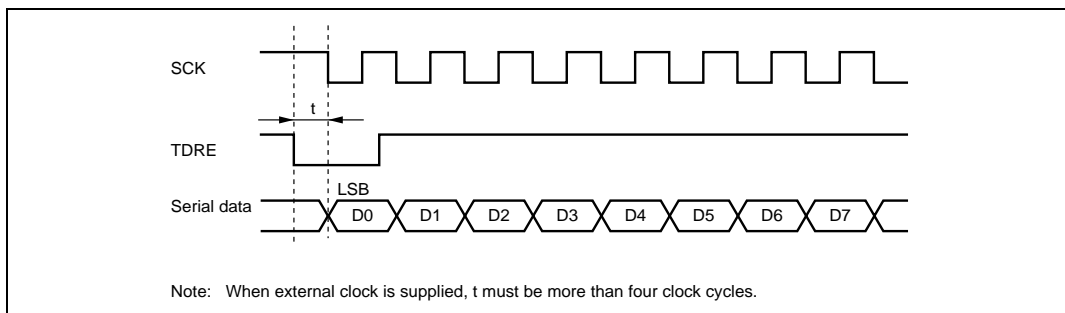 SCK
t
TDRE
LSB
Serial data D0 D1 D2 D3 D4 D5 D6 D7
Note: When external clock is supplied, t must be more than four clock cycles.